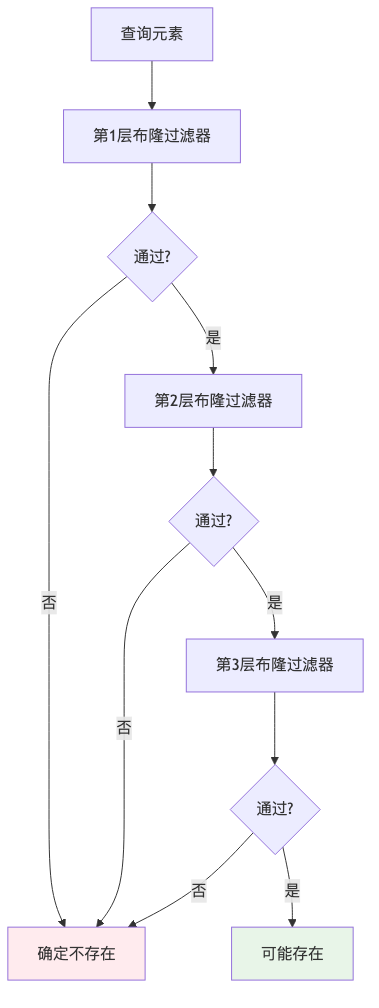 查询元素
第1层布隆过滤器
通过?
是
第2层布隆过滤器
通过?
否
是
第3层布隆过滤器
否
通过?
否
是
确定不存在
可能存在